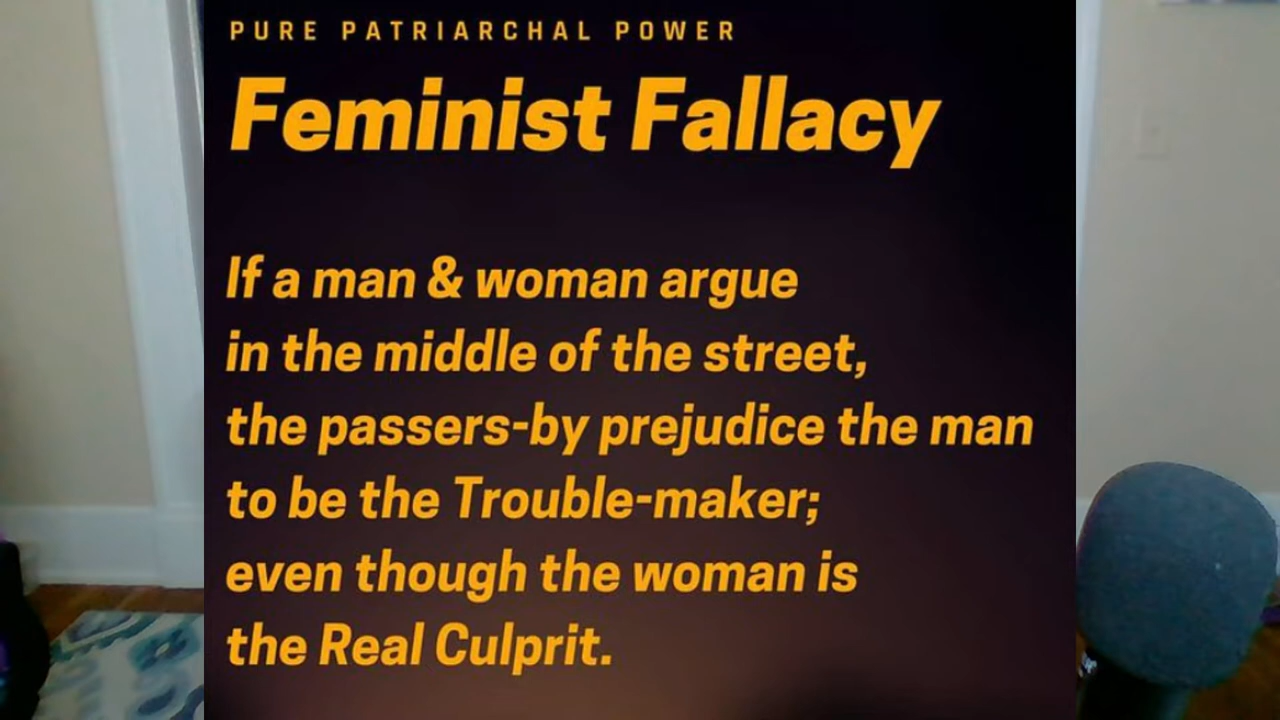 PURE PATRIARCHAL POWER
Feminist Fallacy
If a man & woman argue
in the middle of the street,
the passers-by prejudice the man
to be the Trouble-maker;
even though the woman is
the Real Culprit.